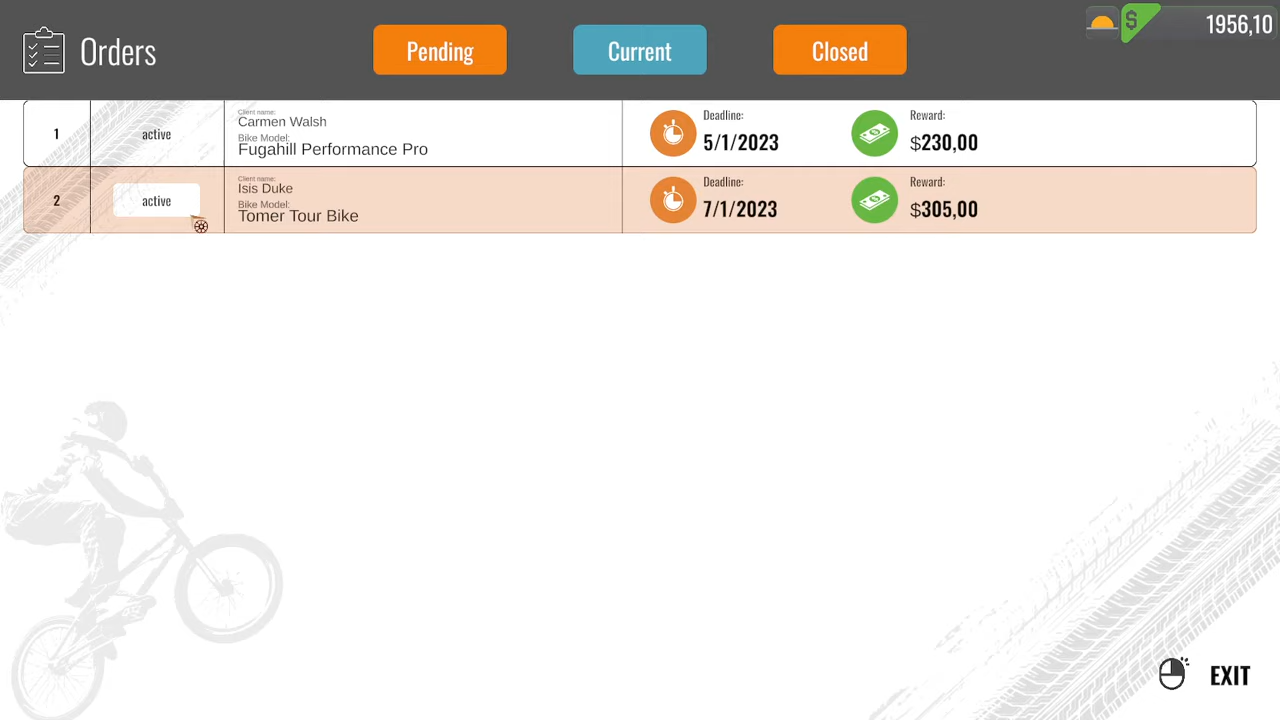 Orders
Pending
Current
Closed
$
1956,10
1
active
Client name:
Carmen Walsh
Bike Model:
Fugahill Performance Pro
Deadline:
5/1/2023
Reward:
$230,00
2
active
Client name:
Isis Duke
Bike Model:
Tomer Tour Bike
Deadline:
7/1/2023
Reward:
$305,00
EXIT